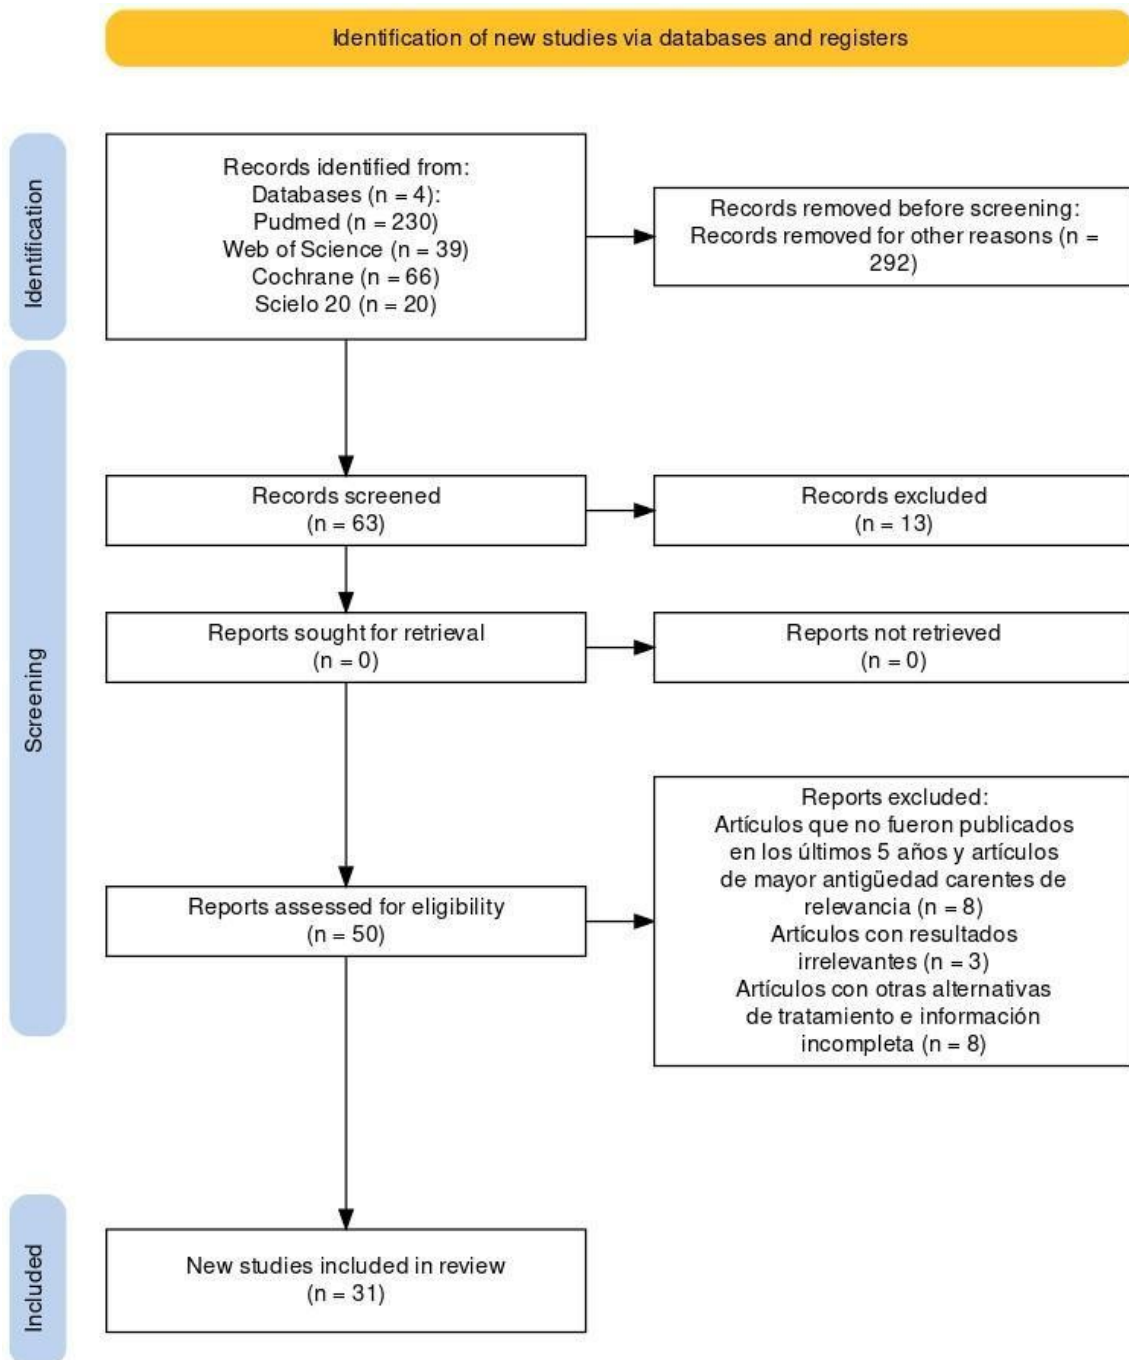 Identification of new studies via databases and registers
Identification
Records identified from:
Databases (n = 4):
Pudmed (n = 230)
Web of Science (n = 39)
Cochrane (n = 66)
Scielo 20 (n = 20)
Records removed before screening:
Records removed for other reasons (n =
292)
Screening
Records screened
(n = 63)
Records excluded
(n = 13)
Reports sought for retrieval
(n = 0)
Reports not retrieved
(n = 0)
Reports assessed for eligibility
(n = 50)
Reports excluded:
Artículos que no fueron publicados
en los últimos 5 años y artículos
de mayor antigüedad carentes de
relevancia (n = 8)
Artículos con resultados
irrelevantes (n = 3)
Artículos con otras alternativas
de tratamiento e información
incompleta (n = 8)
Included
New studies included in review
(n = 31)